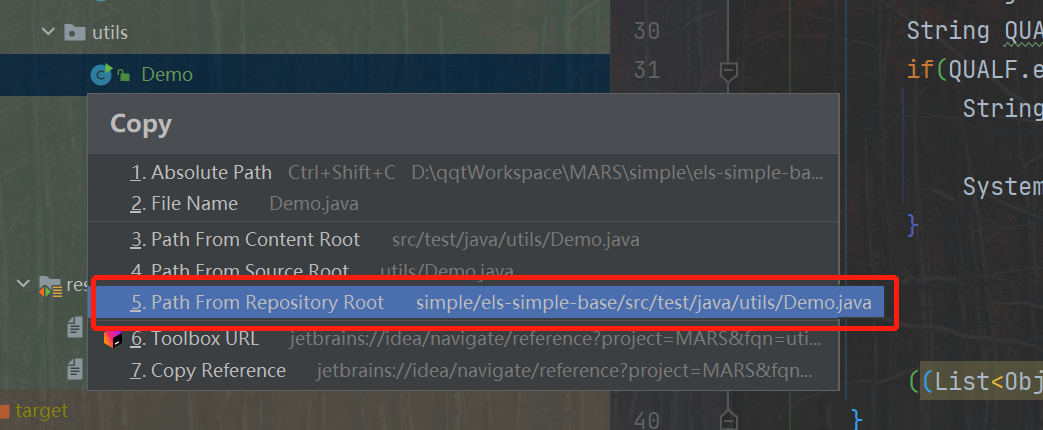 utils
Demo
Copy
1. Absolute Path Ctrl+Shift+C D:\qqtWorkspace\MARS\simple\els-simple-ba...
2. File Name Demo.java
3. Path From Content Root src/test/java/utils/Demo.java
4. Path From Source Root utils/Demo.java
5. Path From Repository Root simple/els-simple-base/src/test/java/utils/Demo.java
6. Toolbox URL jetbrains://idea/navigate/reference?project=MARS&fqn=uti...
7. Copy Reference jetbrains://idea/navigate/reference?project=MARS&fqn...
res
target
30 String QUA
31 if(QUALF.e
String
System
}
((List<Obj
40 }